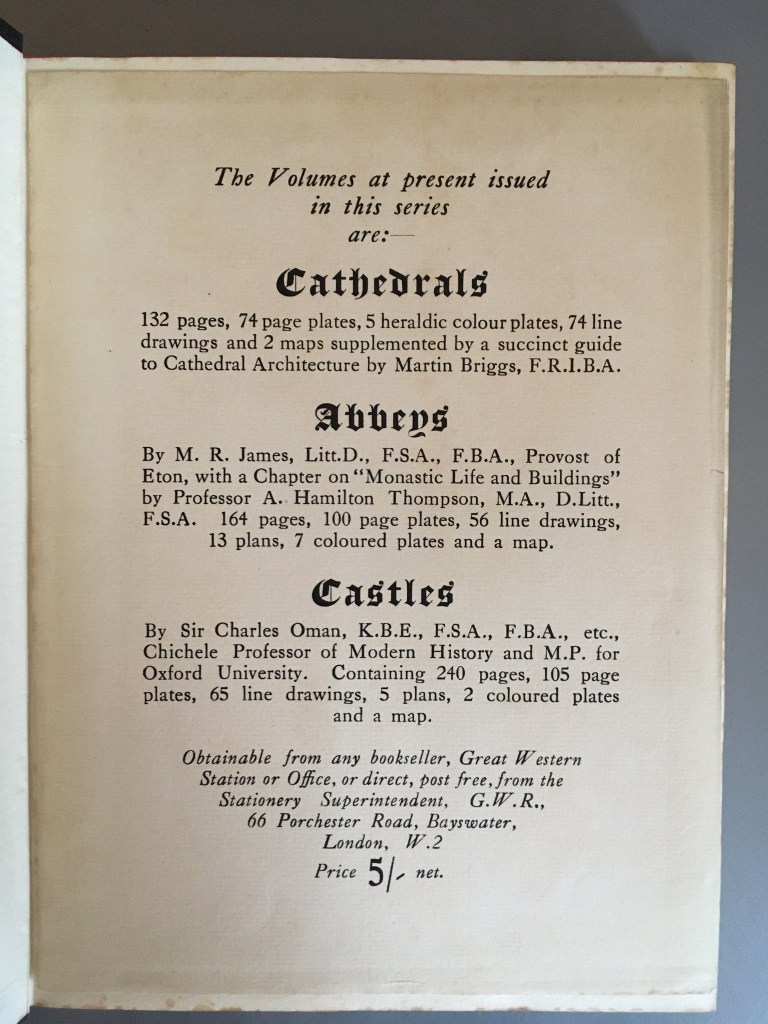 The Volumes at present issued
in this series
are:—
Cathedrals
132 pages, 74 page plates, 5 heraldic colour plates, 74 line
drawings and 2 maps supplemented by a succinct guide
to Cathedral Architecture by Martin Briggs, F.R.I.B.A.
Abbeys
By M. R. James, Litt.D., F.S.A., F.B.A., Provost of
Eton, with a Chapter on "Monastic Life and Buildings"
by Professor A. Hamilton Thompson, M.A., D.Litt.,
F.S.A. 164 pages, 100 page plates, 56 line drawings,
13 plans, 7 coloured plates and a map.
Castles
By Sir Charles Oman, K.B.E., F.S.A., F.B.A., etc.,
Chichele Professor of Modern History and M.P. for
Oxford University. Containing 240 pages, 105 page
plates, 65 line drawings, 5 plans, 2 coloured plates
and a map.
Obtainable from any bookseller, Great Western
Station or Office, or direct, post free, from the
Stationery Superintendent, G.W.R.,
66 Porchester Road, Bayswater,
London, W.2
Price 5/- net.